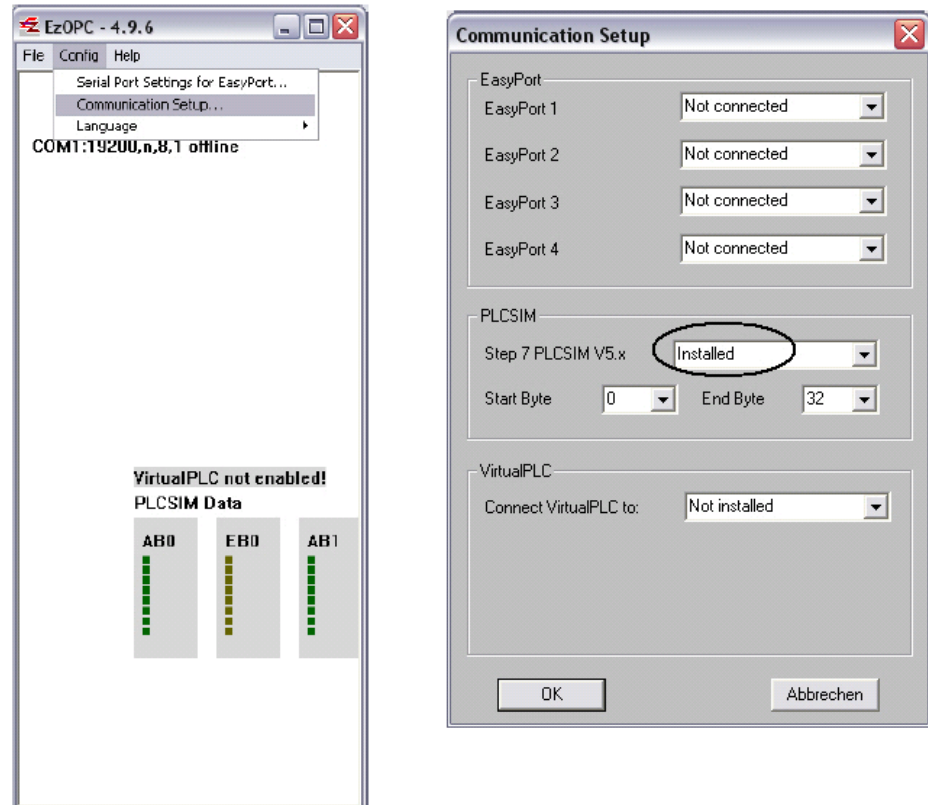 EzOPC - 4.9.6
File Config Help
Serial Port Settings for EasyPort...
Communication Setup...
Language
COM1:19200,n,8,1 offline
VirtualPLC not enabled!
PLCSIM Data
AB0 EB0 AB1
Communication Setup
EasyPort
EasyPort 1 Not connected
EasyPort 2 Not connected
EasyPort 3 Not connected
EasyPort 4 Not connected
PLCSIM
Step 7 PLCSIM V5.x Installed
Start Byte 0 End Byte 32
VirtualPLC
Connect VirtualPLC to: Not installed
OK Abbrechen